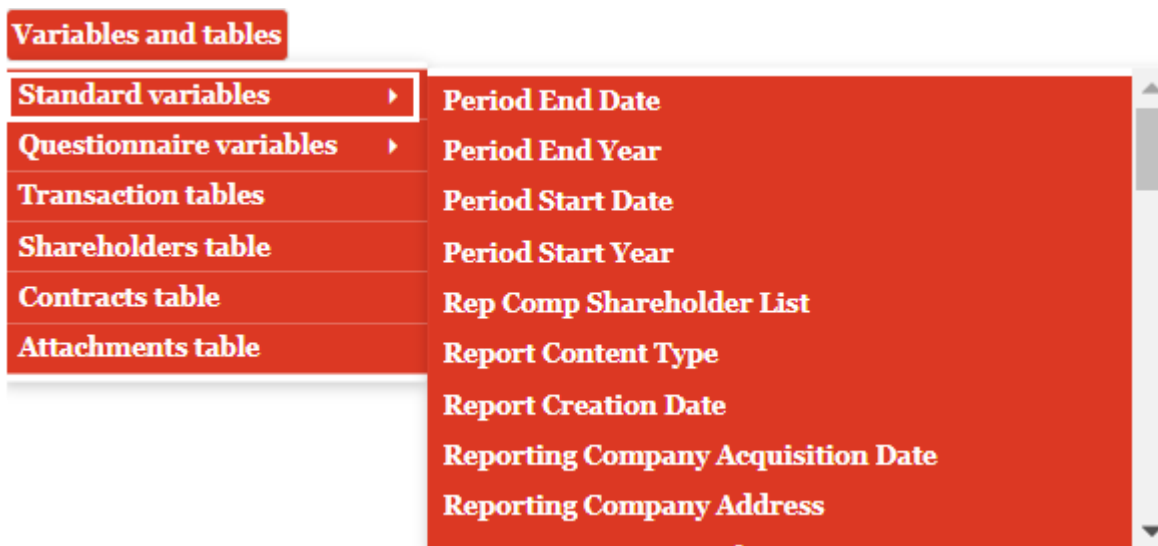 Variables and tables
Standard variables
Questionnaire variables
Transaction tables
Shareholders table
Contracts table
Attachments table
Period End Date
Period End Year
Period Start Date
Period Start Year
Rep Comp Shareholder List
Report Content Type
Report Creation Date
Reporting Company Acquisition Date
Reporting Company Address